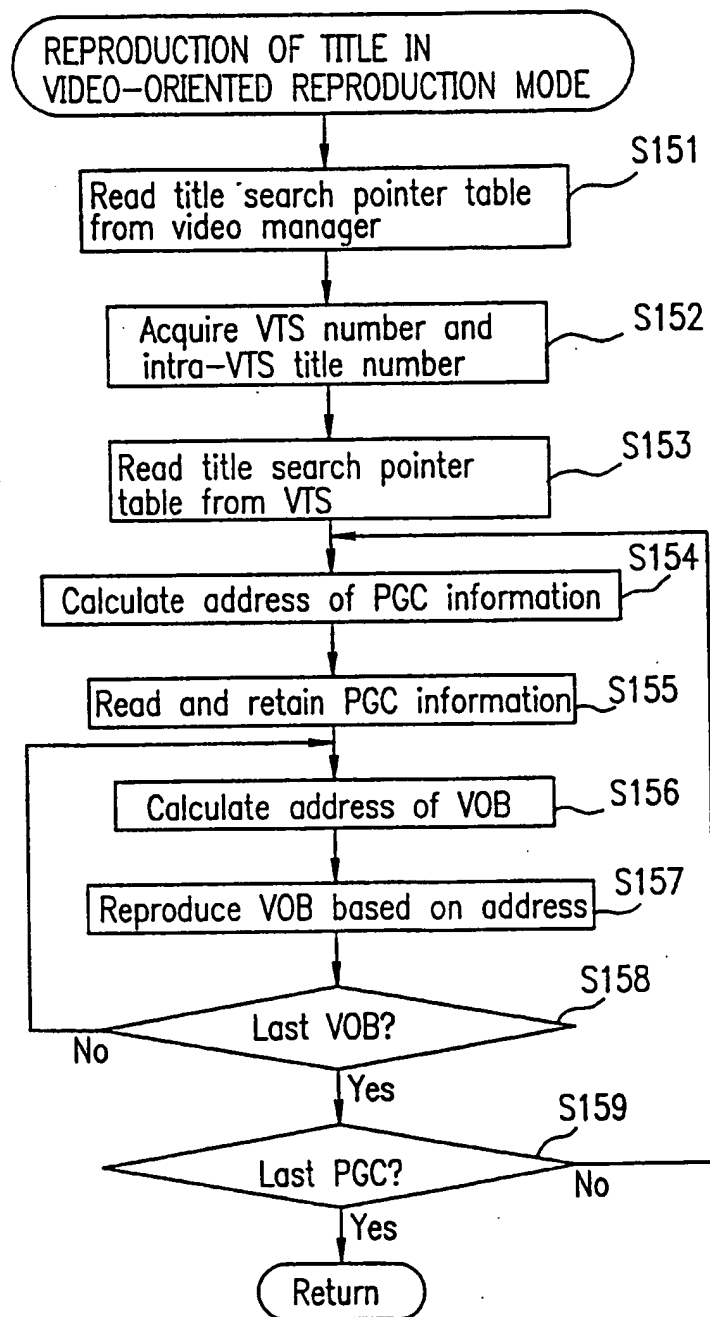 REPRODUCTION OF TITLE IN
VIDEO-ORIENTED REPRODUCTION MODE
S151
Read title search pointer table
from video manager
S152
Acquire VTS number and
intra-VTS title number
S153
Read title search pointer
table from VTS
S154
Calculate address of PGC information
S155
Read and retain PGC information
S156
Calculate address of VOB
S157
Reproduce VOB based on address
S158
Last VOB?
No
Yes
S159
Last PGC?
No
Yes
Return